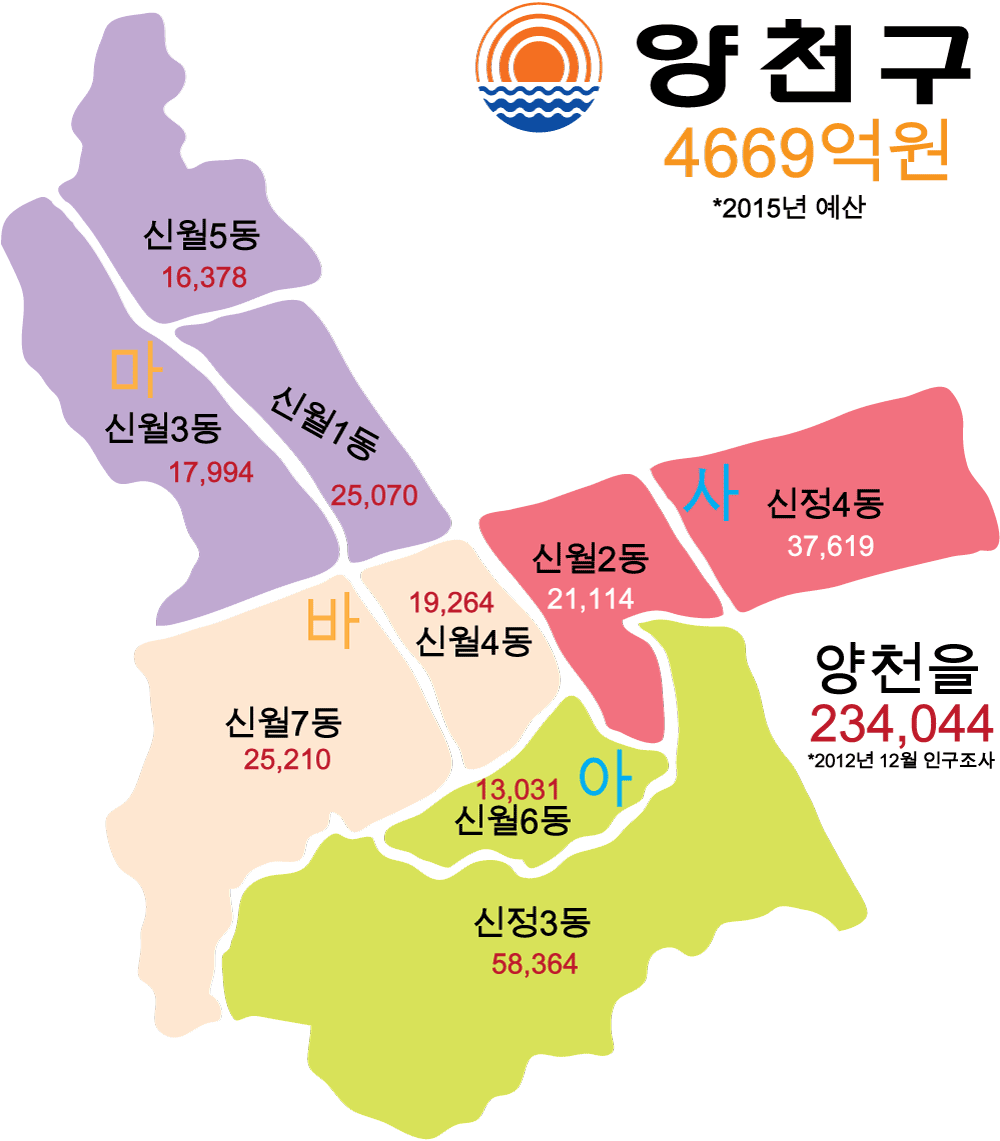 양천구
4669억원
*2015년 예산
신월5동
16,378
마
신월3동
17,994
신월1동
25,070
사
신정4동
37,619
신월2동
21,114
바
19,264
신월4동
양천을
234,044
*2012년 12월 인구조사
신월7동
25,210
13,031
아
신월6동
신정3동
58,364